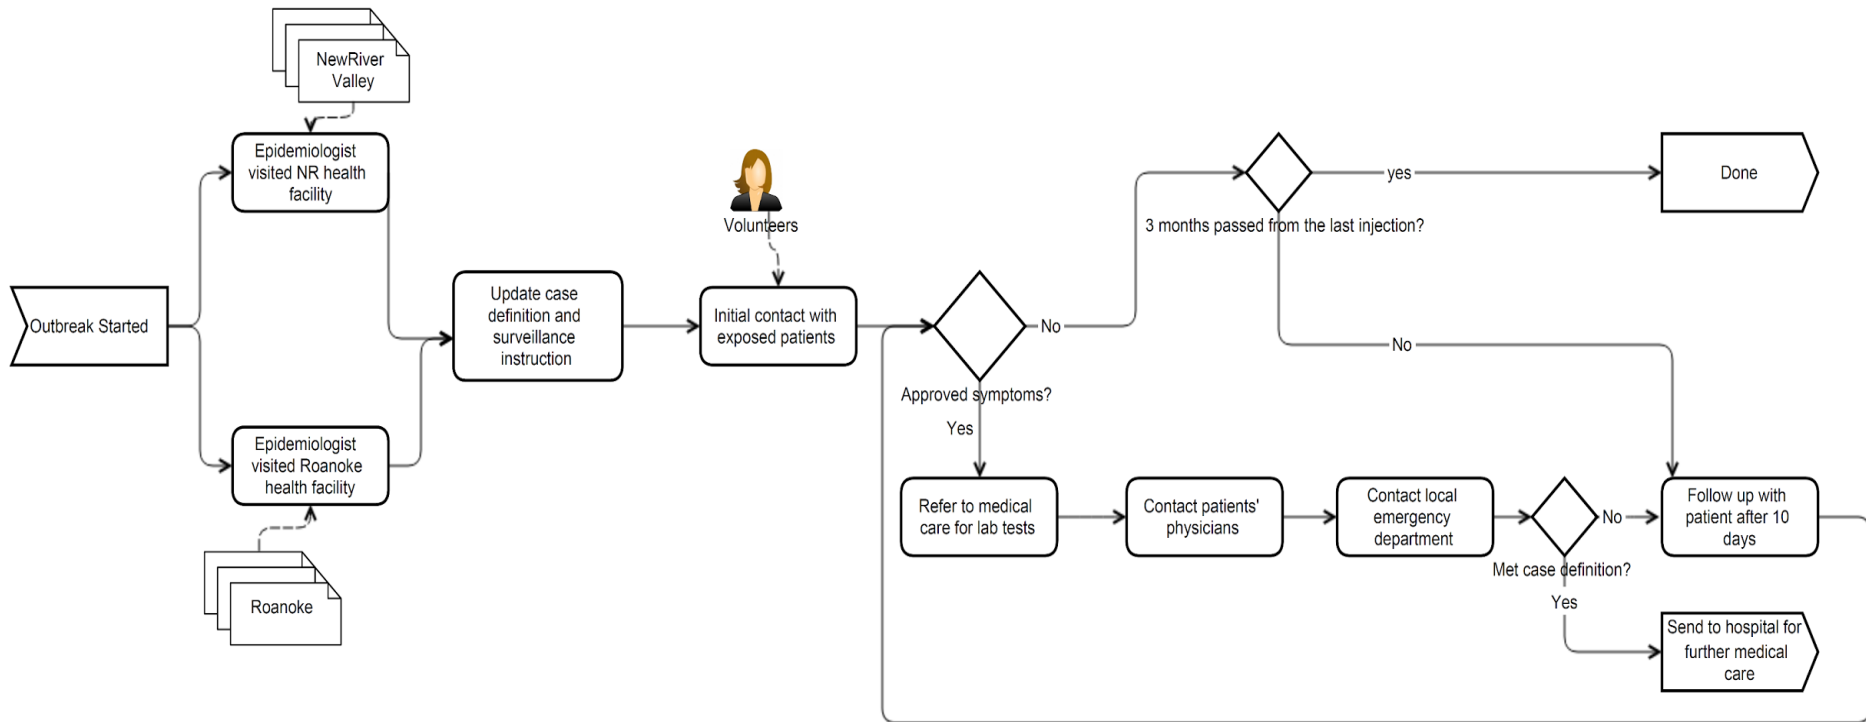 NewRiver
Valley
Epidemiologist
visited NR health
facility
Volunteers
yes
Done
3 months passed from the last injection?
Outbreak Started
Update case
definition and
surveillance
instruction
Initial contact with
exposed patients
No
No
Approved symptoms?
Yes
Epidemiologist
visited Roanoke
health facility
Refer to medical
care for lab tests
Contact patients'
physicians
Contact local
emergency
department
No
Follow up with
patient after 10
days
Met case definition?
Yes
Roanoke
Send to hospital for
further medical
care